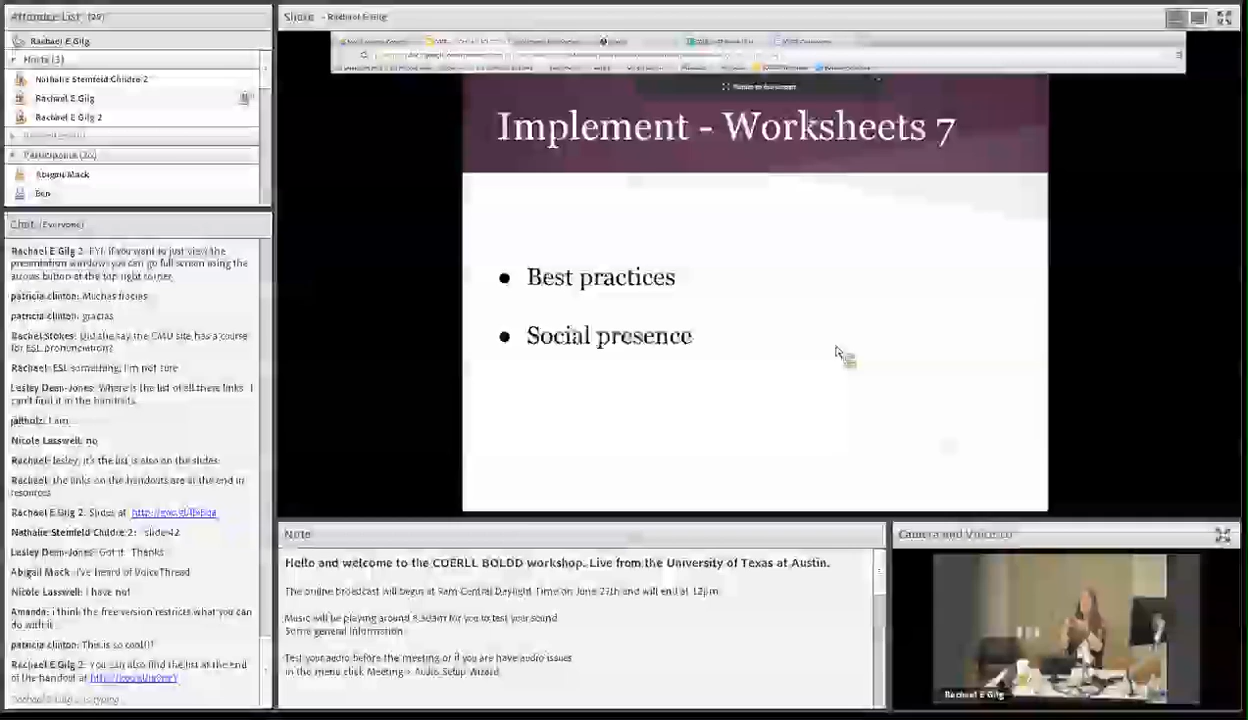 Attendee List
Rachael E Gilg
Hosts (3)
Nathalie Steinfeld Childre 2
Rachael E Gilg
Rachael E Gilg 2
Participants
Abigail Mack
Ben
Chat (Everyone)
Rachael E Gilg 2: FYI: if you want to just view the
presentation window you can go full screen using the
arrows button at the top right corner
patricia clinton: Muchas
patricia clinton: gracias
Rachel Stokes: Did she say the CMU site has a course
for ESL pronunciation?
Rachael: ESL something, I'm not sure
Lesley Dean-Jones: Where is the list of all these links I
can't find it in the handouts.
I am
Nicole Lasswell: no
Rachael: lesley, it's the list is also on the slides
Rachael: the links on the handouts are at the end in
resources
Rachael E Gilg 2: Slides at
Nathalie Steinfeld Childre 2: slide 42
Lesley Dean-Jones: Got it Thanks
Abigail Mack: I've heard of VoiceThread
Nicole Lasswell: I have not
Amanda: i think the free version restricts what you can
do with it
patricia clinton: This is so cool!!!
Rachael E Gilg 2: You can also find the list at the end
of the handout at
Rachael E Gilg 2 is typing
Share - Rachael E Gilg
Implement - Worksheets 7
● Best practices
● Social presence
Note
Hello and welcome to the COERLL BOLDD workshop. Live from the University of Texas at Austin.
The online broadcast will begin at 9am Central Daylight Time on June 27th and will end at 12pm
Music will be playing around 8:30am for you to test your sound
Some general information
Test your audio before the meeting or if you are have audio issues
in the menu click Meeting > Audio Setup Wizard
Camera and Voice
Rachael E Gilg